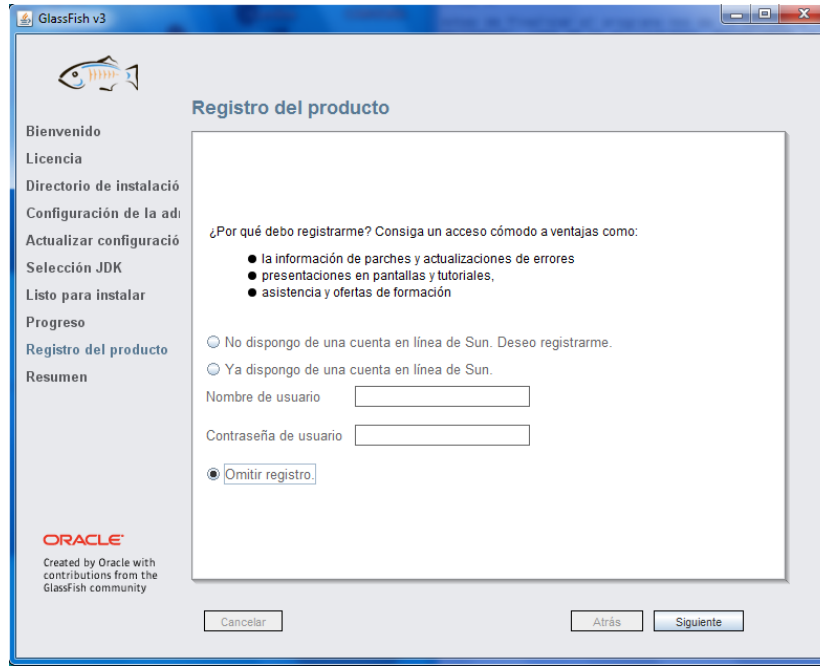 GlassFish v3
Registro del producto
Bienvenido
Licencia
Directorio de instalació
Configuración de la adı
Actualizar configuració
Selección JDK
Listo para instalar
Progreso
Registro del producto
Resumen
¿Por qué debo registrarme? Consiga un acceso cómodo a ventajas como:
● la información de parches y actualizaciones de errores
● presentaciones en pantallas y tutoriales,
● asistencia y ofertas de formación
No dispongo de una cuenta en línea de Sun. Deseo registrarme.
Ya dispongo de una cuenta en línea de Sun.
Nombre de usuario
Contraseña de usuario
Omitir registro.
ORACLE
Created by Oracle with
contributions from the
GlassFish community
Cancelar
Atrás
Siguiente